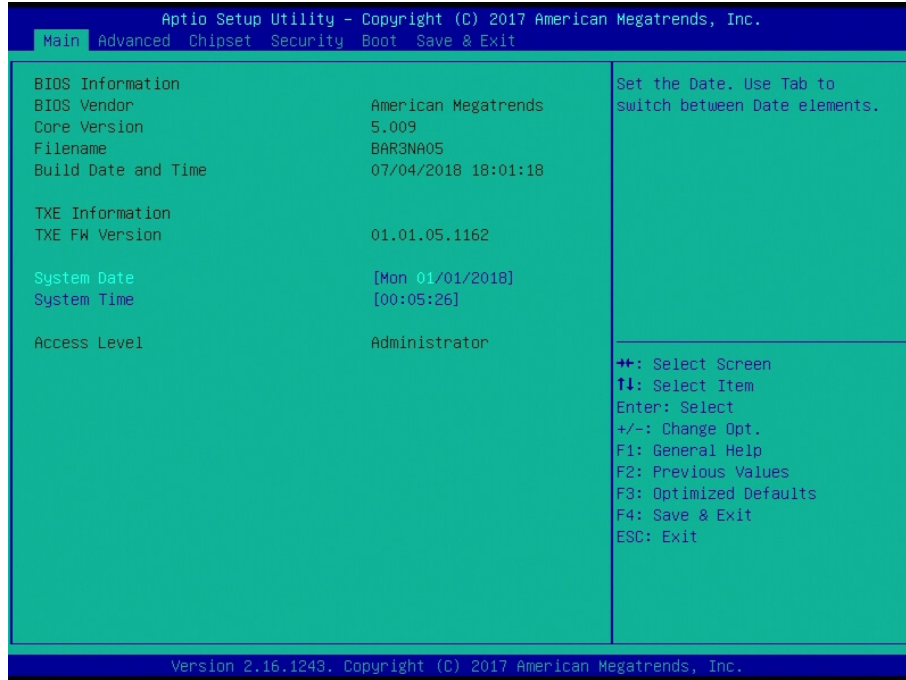 Aptio Setup Utility – Copyright (C) 2017 American Megatrends, Inc.
Main Advanced Chipset Security Boot Save & Exit
BIOS Information
BIOS Vendor American Megatrends
Core Version 5.009
Filename BAR3NA05
Build Date and Time 07/04/2018 18:01:18
TXE Information
TXE FW Version 01.01.05.1162
System Date [Mon 01/01/2018]
System Time [00:05:26]
Access Level Administrator
Set the Date. Use Tab to
switch between Date elements.
→←: Select Screen
↑↓: Select Item
Enter: Select
+/-: Change Opt.
F1: General Help
F2: Previous Values
F3: Optimized Defaults
F4: Save & Exit
ESC: Exit
Version 2.16.1243. Copyright (C) 2017 American Megatrends, Inc.